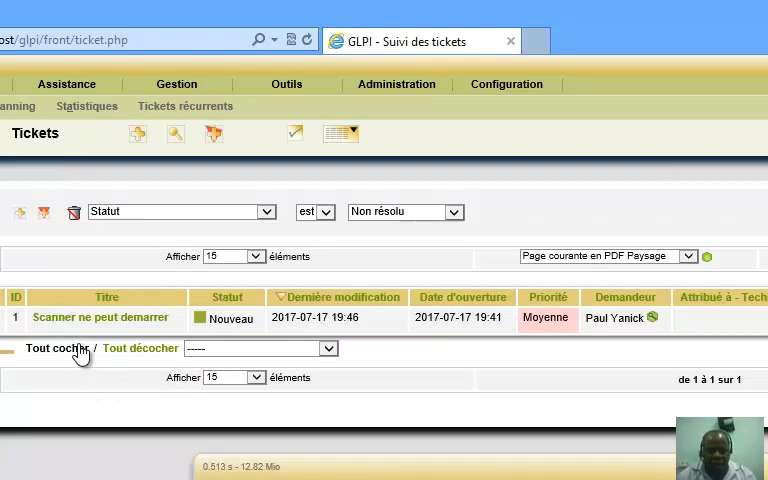 ost/glpi/front/ticket.php GLPI - Suivi des tickets
Assistance Gestion Outils Administration Configuration
anning Statistiques Tickets récurrents
Tickets
Statut est Non résolu
Afficher 15 éléments Page courante en PDF Paysage
ID Titre Statut Dernière modification Date d'ouverture Priorité Demandeur Attribué à - Tech
1 Scanner ne peut demarrer Nouveau 2017-07-17 19:46 2017-07-17 19:41 Moyenne Paul Yanick
Tout cocher / Tout décocher -----
Afficher 15 éléments de 1 à 1 sur 1
0.513 s - 12.82 Mio